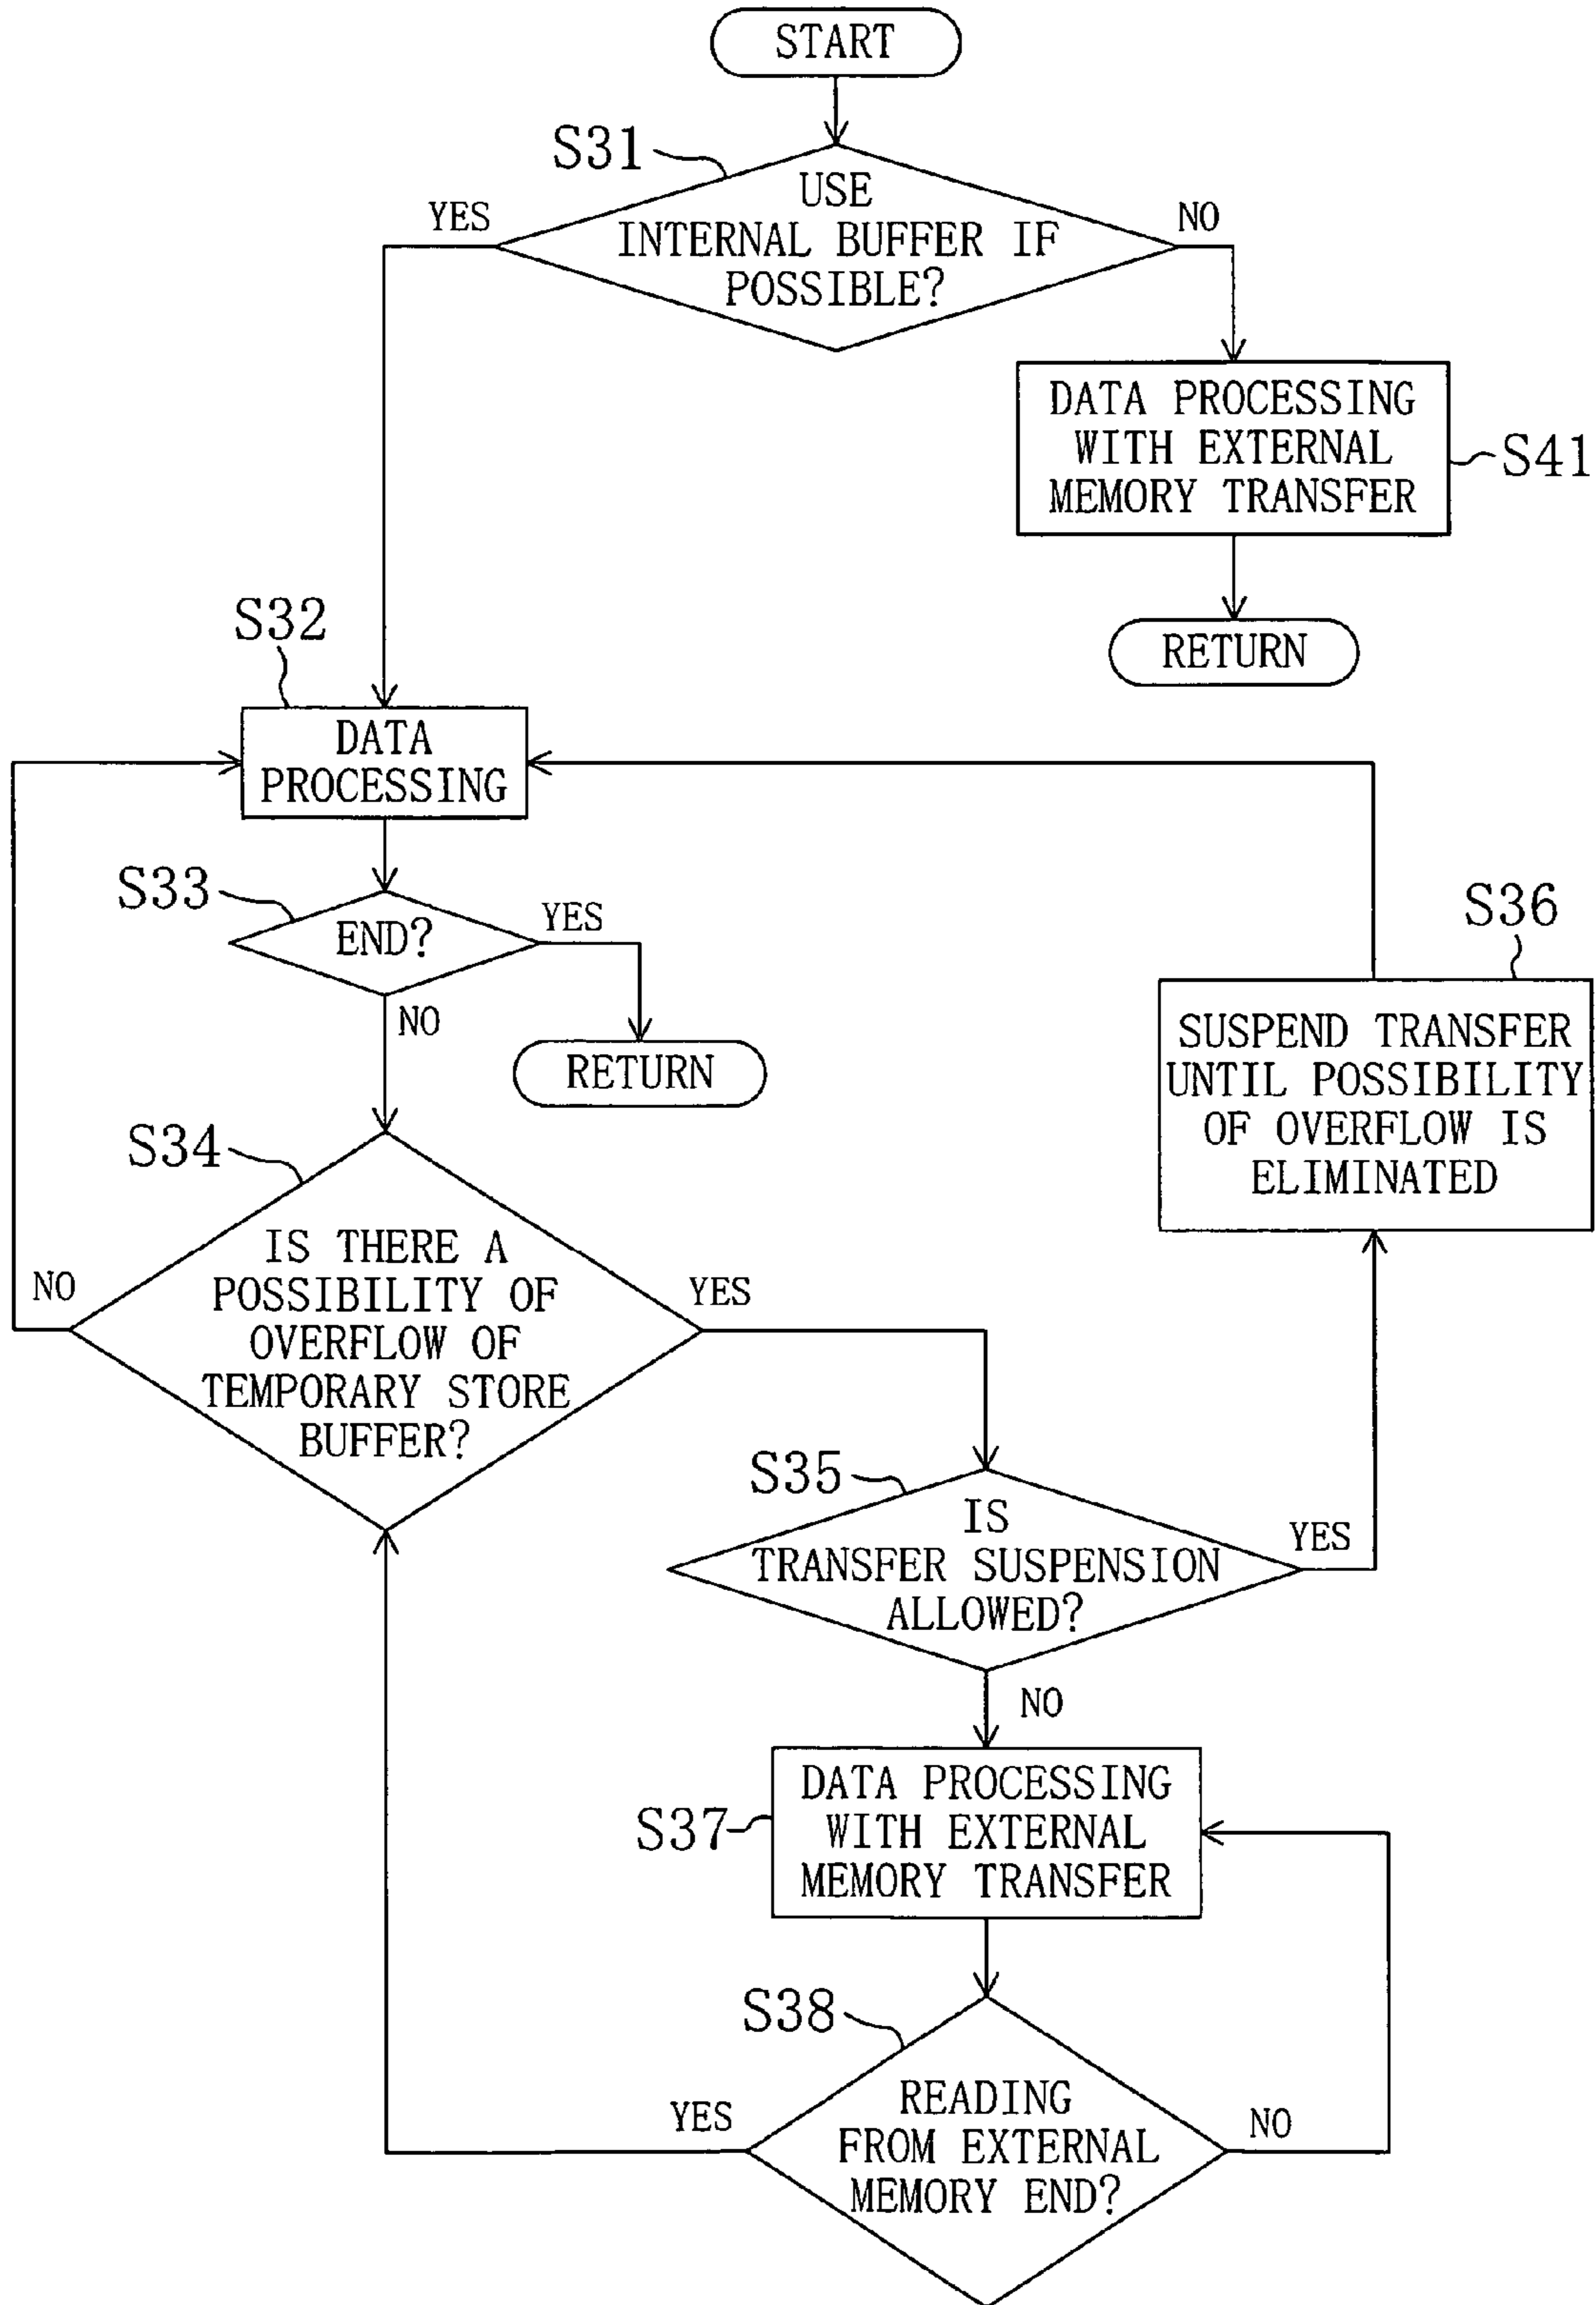 START
S31
USE
INTERNAL BUFFER IF
POSSIBLE?
YES
NO
DATA PROCESSING
WITH EXTERNAL
MEMORY TRANSFER
S41
RETURN
S32
DATA
PROCESSING
S33
END?
YES
NO
RETURN
S36
SUSPEND TRANSFER
UNTIL POSSIBILITY
OF OVERFLOW IS
ELIMINATED
S34
IS THERE A
POSSIBILITY OF
OVERFLOW OF
TEMPORARY STORE
BUFFER?
NO
YES
S35
IS
TRANSFER SUSPENSION
ALLOWED?
YES
NO
S37
DATA PROCESSING
WITH EXTERNAL
MEMORY TRANSFER
S38
READING
FROM EXTERNAL
MEMORY END?
YES
NO